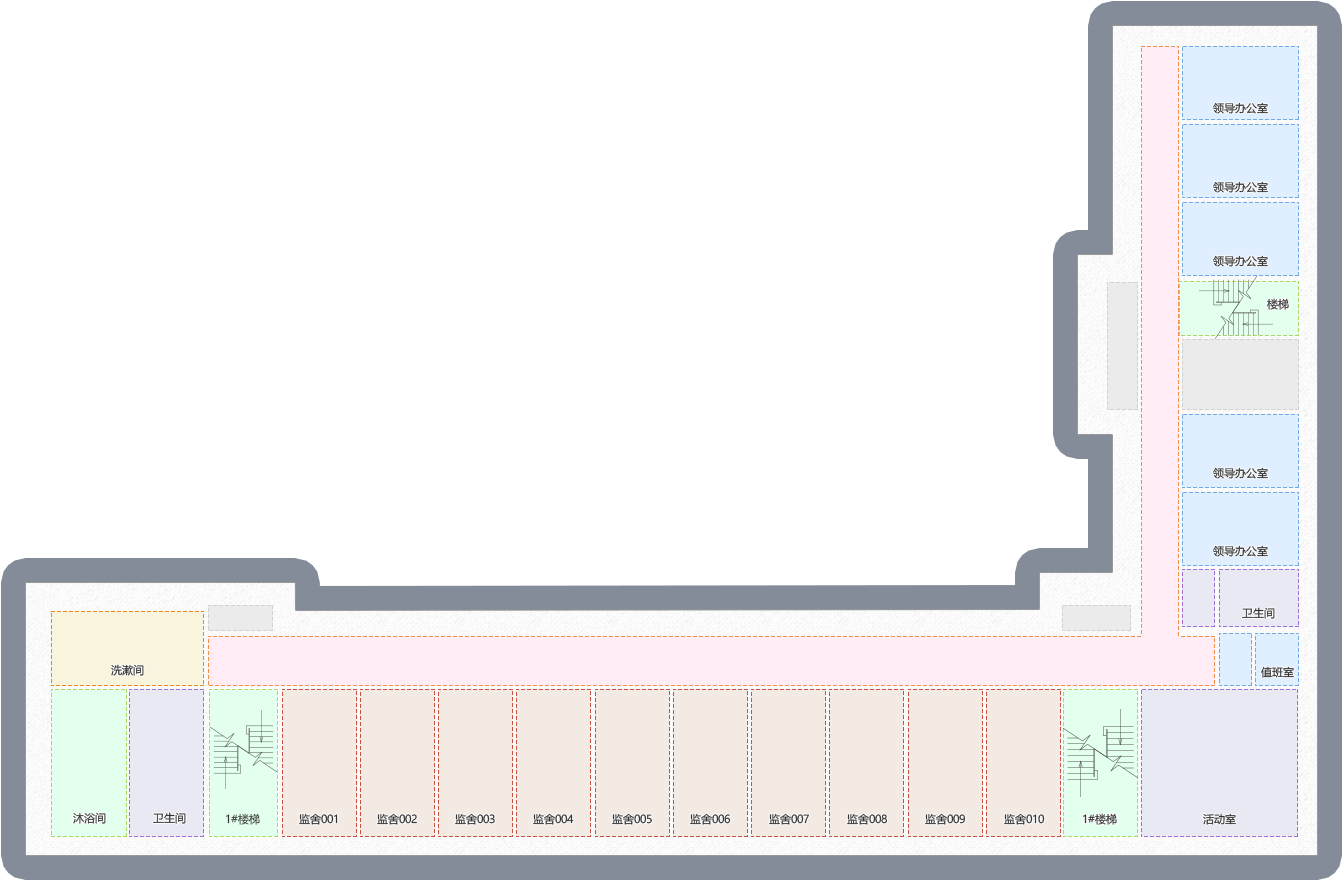 领导办公室
领导办公室
领导办公室
楼梯
领导办公室
领导办公室
卫生间
洗漱间
值班室
沐浴间
卫生间
1#楼梯
监舍001
监舍002
监舍003
监舍004
监舍005
监舍006
监舍007
监舍008
监舍009
监舍010
1#楼梯
活动室